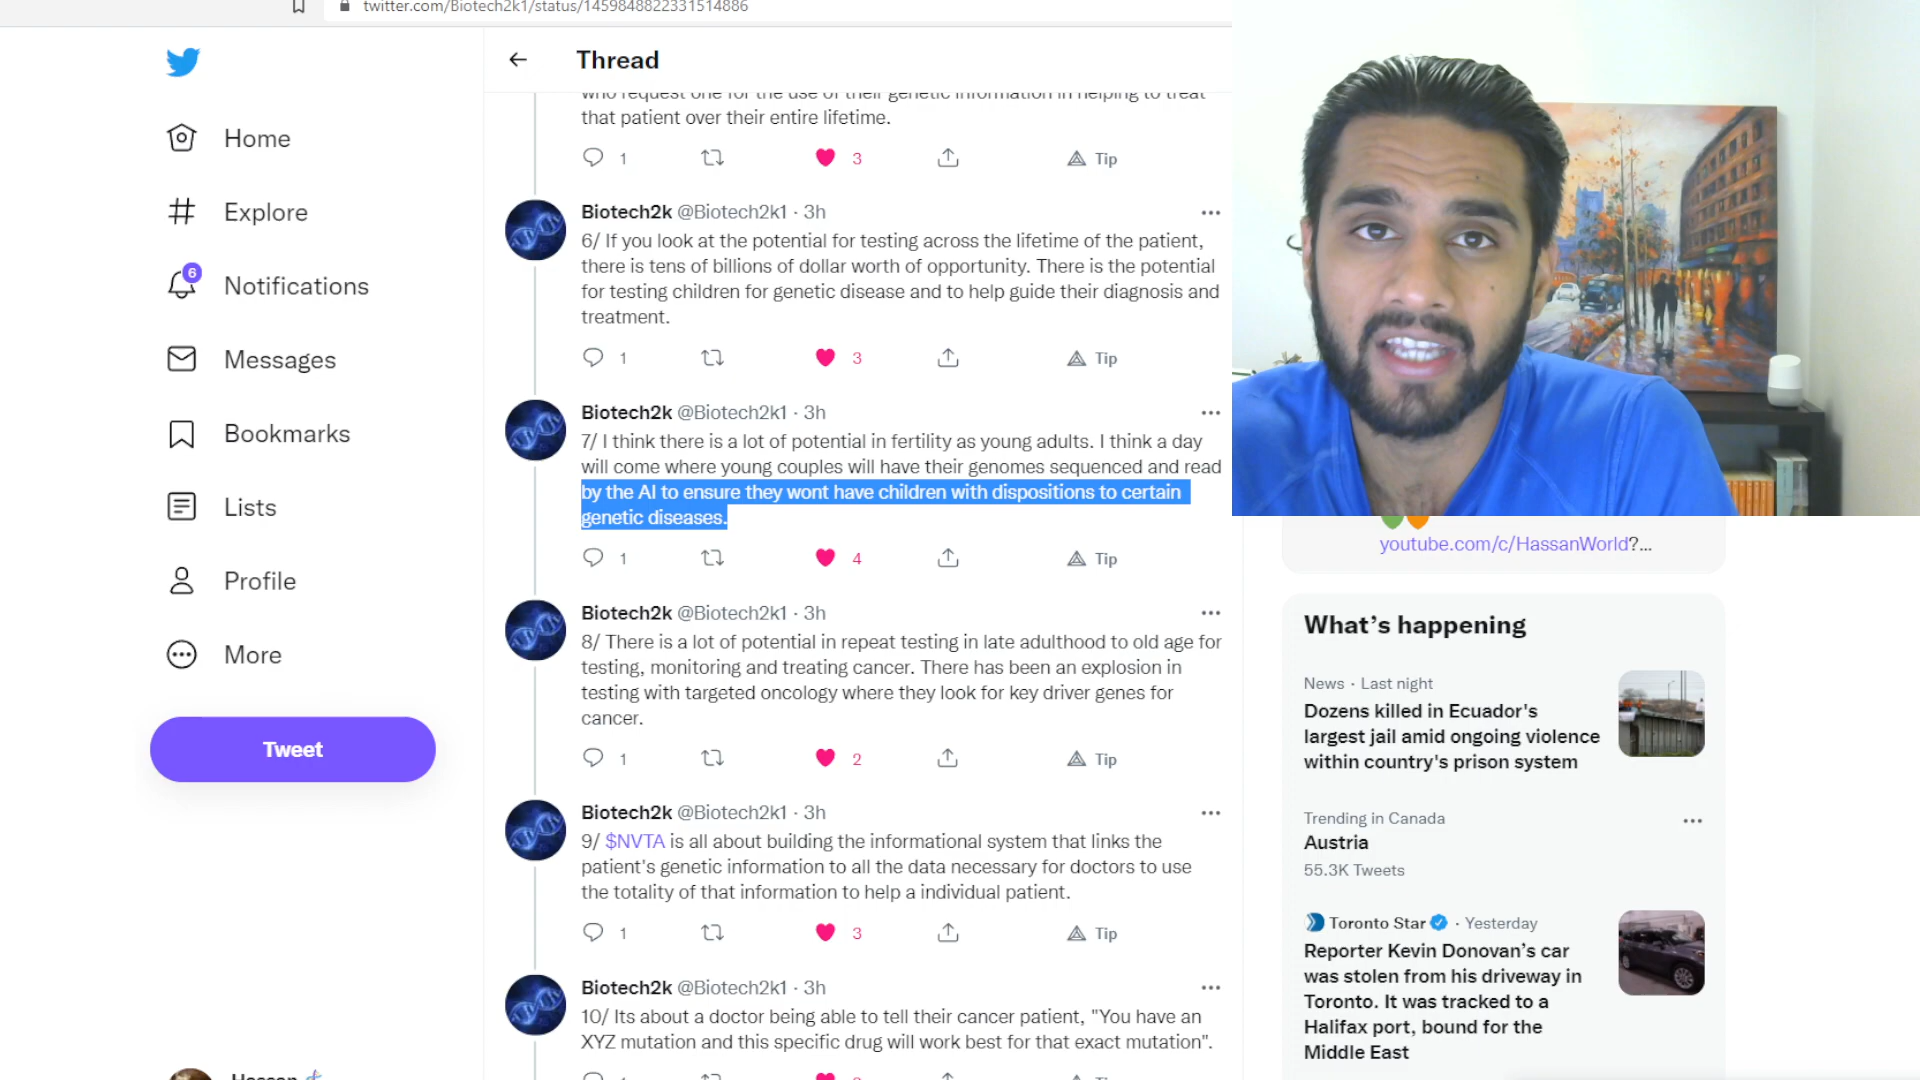 twitter.com/Biotech2k1/status/1459848822331514886
Home
Explore
6
Notifications
Messages
Bookmarks
Lists
Profile
More
Tweet
Hassan
Thread
who request one for the use of their genetic information in helping to treat
that patient over their entire lifetime.
1 3 Tip
Biotech2k @Biotech2k1 · 3h
6/ If you look at the potential for testing across the lifetime of the patient,
there is tens of billions of dollar worth of opportunity. There is the potential
for testing children for genetic disease and to help guide their diagnosis and
treatment.
1 3 Tip
Biotech2k @Biotech2k1 · 3h
7/ I think there is a lot of potential in fertility as young adults. I think a day
will come where young couples will have their genomes sequenced and read
by the AI to ensure they wont have children with dispositions to certain
genetic diseases.
1 4 Tip
Biotech2k @Biotech2k1 · 3h
8/ There is a lot of potential in repeat testing in late adulthood to old age for
testing, monitoring and treating cancer. There has been an explosion in
testing with targeted oncology where they look for key driver genes for
cancer.
1 2 Tip
Biotech2k @Biotech2k1 · 3h
9/ $NVTA is all about building the informational system that links the
patient's genetic information to all the data necessary for doctors to use
the totality of that information to help a individual patient.
1 3 Tip
Biotech2k @Biotech2k1 · 3h
10/ Its about a doctor being able to tell their cancer patient, "You have an
XYZ mutation and this specific drug will work best for that exact mutation".
youtube.com/c/HassanWorld?...
What's happening
News · Last night
Dozens killed in Ecuador's
largest jail amid ongoing violence
within country's prison system
Trending in Canada
Austria
55.3K Tweets
Toronto Star · Yesterday
Reporter Kevin Donovan's car
was stolen from his driveway in
Toronto. It was tracked to a
Halifax port, bound for the
Middle East